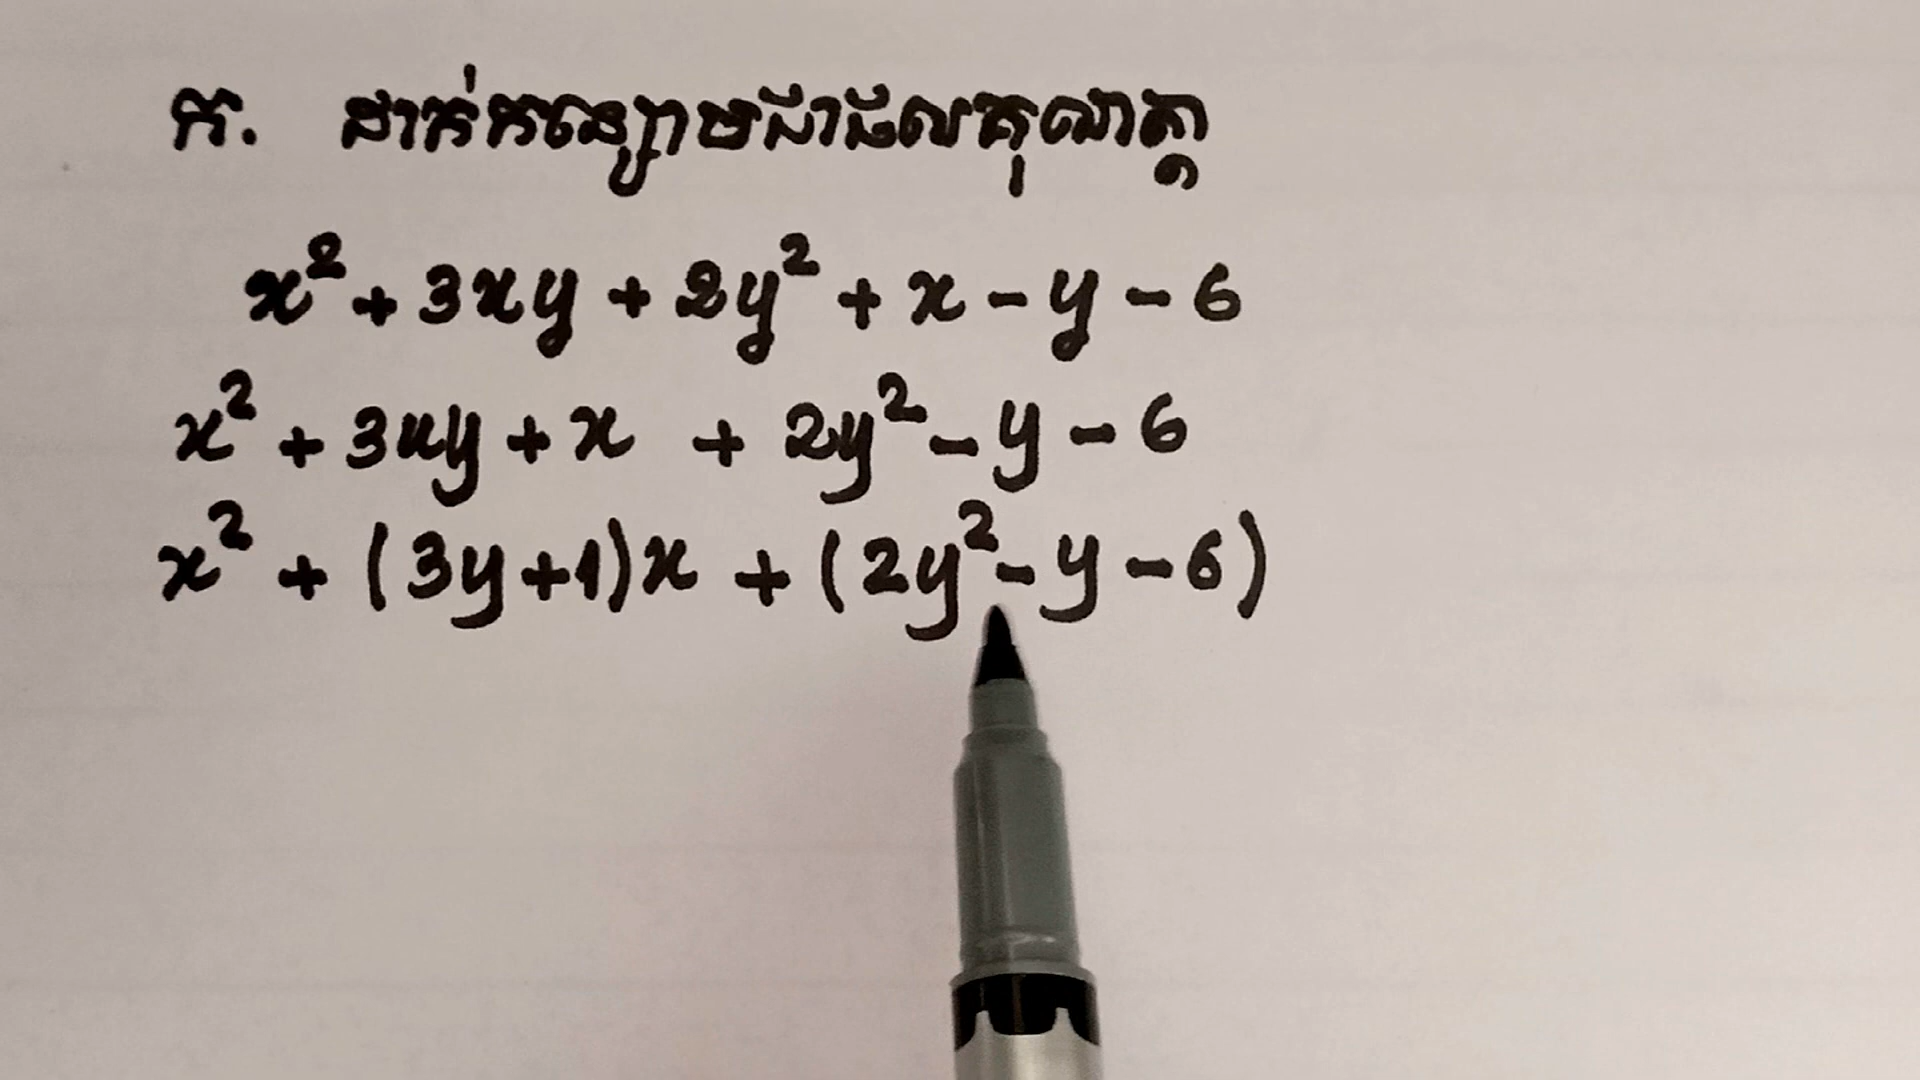 ក. ដាក់កន្សោមជាផលគុណកត្តា
x² + 3xy + 2y² + x - y - 6
x² + 3xy + x + 2y² - y - 6
x² + (3y+1)x + (2y² - y - 6)